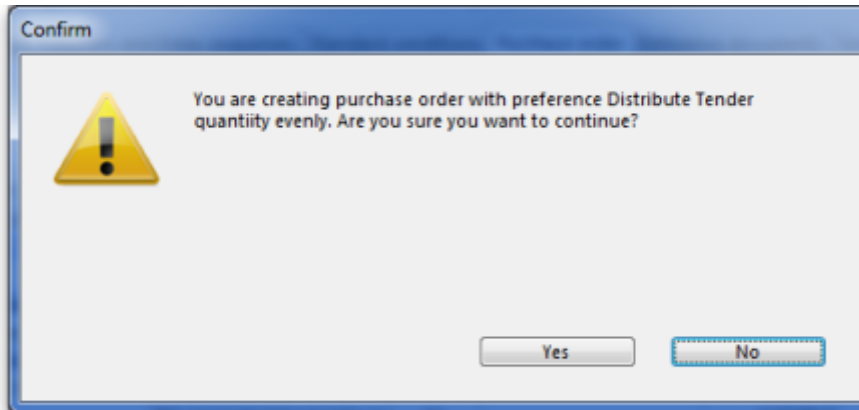 Confirm
You are creating purchase order with preference Distribute Tender
quantiity evenly. Are you sure you want to continue?
Yes
No